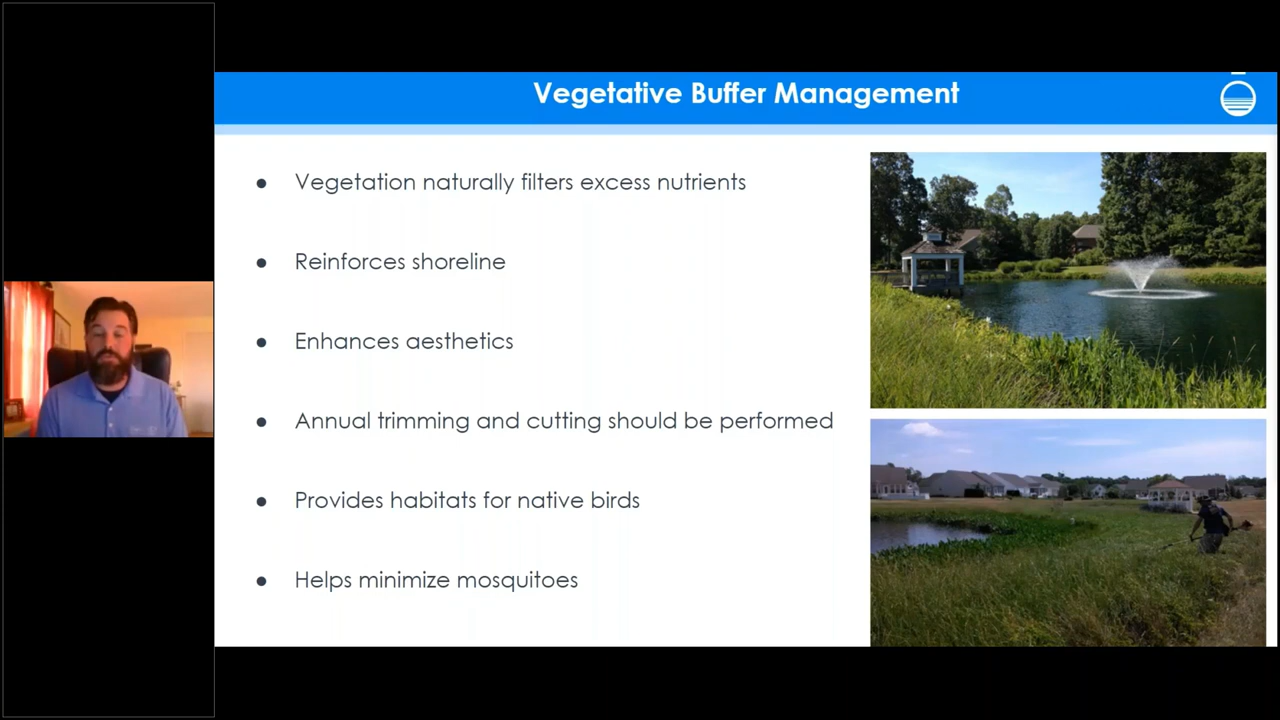 Vegetative Buffer Management
● Vegetation naturally filters excess nutrients
● Reinforces shoreline
● Enhances aesthetics
● Annual trimming and cutting should be performed
● Provides habitats for native birds
● Helps minimize mosquitoes